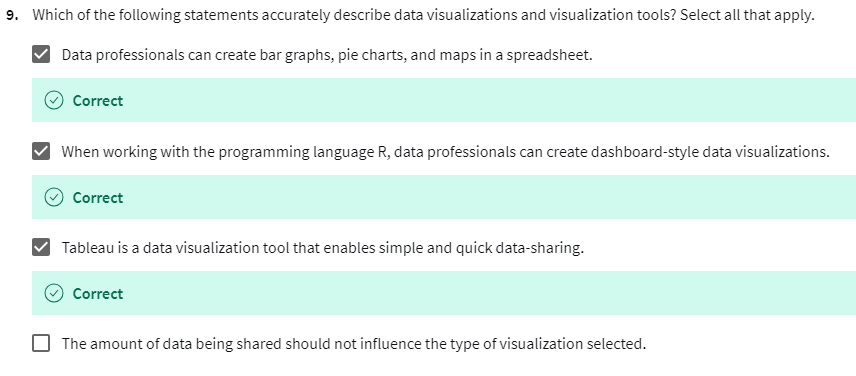 9. Which of the following statements accurately describe data visualizations and visualization tools? Select all that apply.
Data professionals can create bar graphs, pie charts, and maps in a spreadsheet.
Correct
When working with the programming language R, data professionals can create dashboard-style data visualizations.
Correct
Tableau is a data visualization tool that enables simple and quick data-sharing.
Correct
The amount of data being shared should not influence the type of visualization selected.